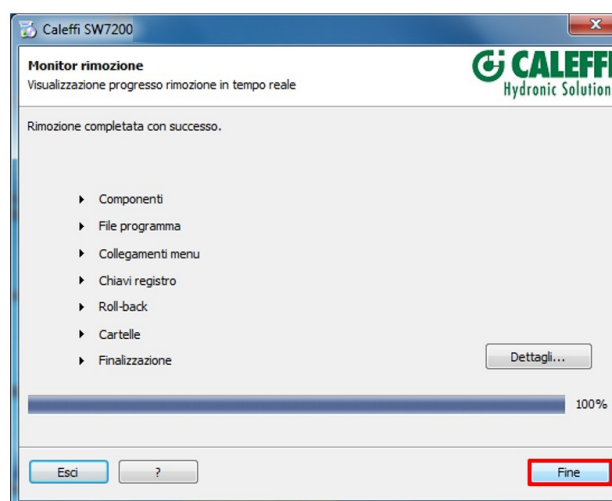 Caleffi SW7200
Monitor rimozione
Visualizzazione progresso rimozione in tempo reale
CALEFFI
Hydronic Solution
Rimozione completata con successo.
Componenti
File programma
Collegamenti menu
Chiavi registro
Roll-back
Cartelle
Finalizzazione
Dettagli...
100%
Esci
?
Fine